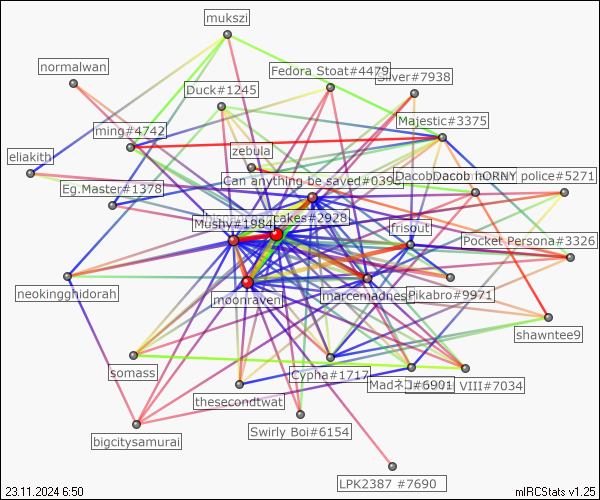 mukszi
normalwan
Fedora Stoat#4479
Silver#7938
Duck#1245
Majestic#3375
ming#4742
zebula
eliakith
Can anything be saved#039
Dacob
hORNY police#5271
Eg.Master#1378
Mushy#1984
cakes#2928
frisout
Pocket Persona#3326
neokingghidorah
moonraven
marcemadness
Pikabro#9971
shawntee9
somass
Cypha#1717
Madネコ#6901
VIII#7034
thesecondtwat
Swirly Boi#6154
bigcitysamurai
LPK2387 #7690
23.11.2024 6:50
mIRCStats v1.25